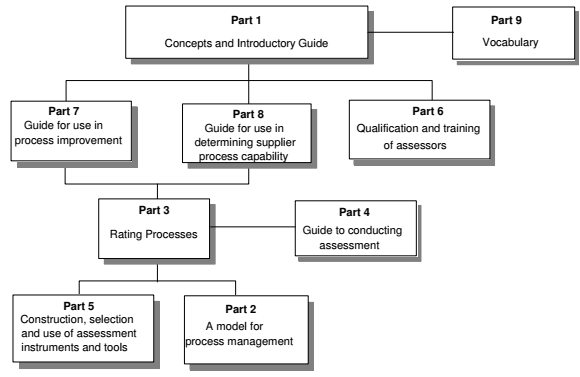 Part 1
Concepts and Introductory Guide
Part 9
Vocabulary
Part 7
Guide for use in
process improvement
Part 8
Guide for use in
determining supplier
process capability
Part 6
Qualification and training
of assessors
Part 3
Rating Processes
Part 4
Guide to conducting
assessment
Part 5
Construction, selection
and use of assessment
instruments and tools
Part 2
A model for
process management